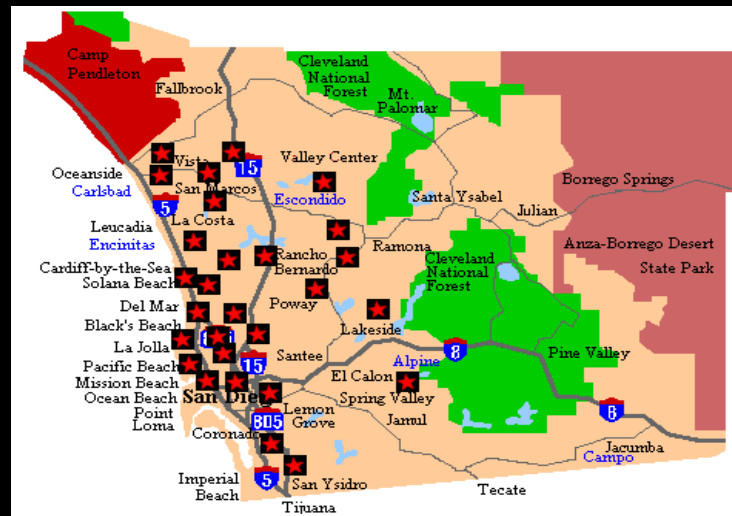 Camp
Pendleton
Fallbrook
Cleveland
National
Forest
Mt.
Palomar
Vista
15
Valley Center
Oceanside
Carlsbad
San Marcos
Escondido
Santa Ysabel
Borrego Springs
Julian
5
La Costa
Leucadia
Encinitas
Rancho
Bernardo
Ramona
Anza-Borrego Desert
State Park
Cleveland
National
Forest
Cardiff-by-the-Sea
Solana Beach
Poway
Del Mar
Black's Beach
Lakeside
La Jolla
15
Santee
Alpine
8
Pine Valley
Pacific Beach
Mission Beach
Ocean Beach
Point
Loma
El Calon
Spring Valley
Lemon
Grove
Jamul
805
8
Coronado
Jacumba
Campo
Imperial
Beach
5
San Ysidro
Tecate
Tijuana